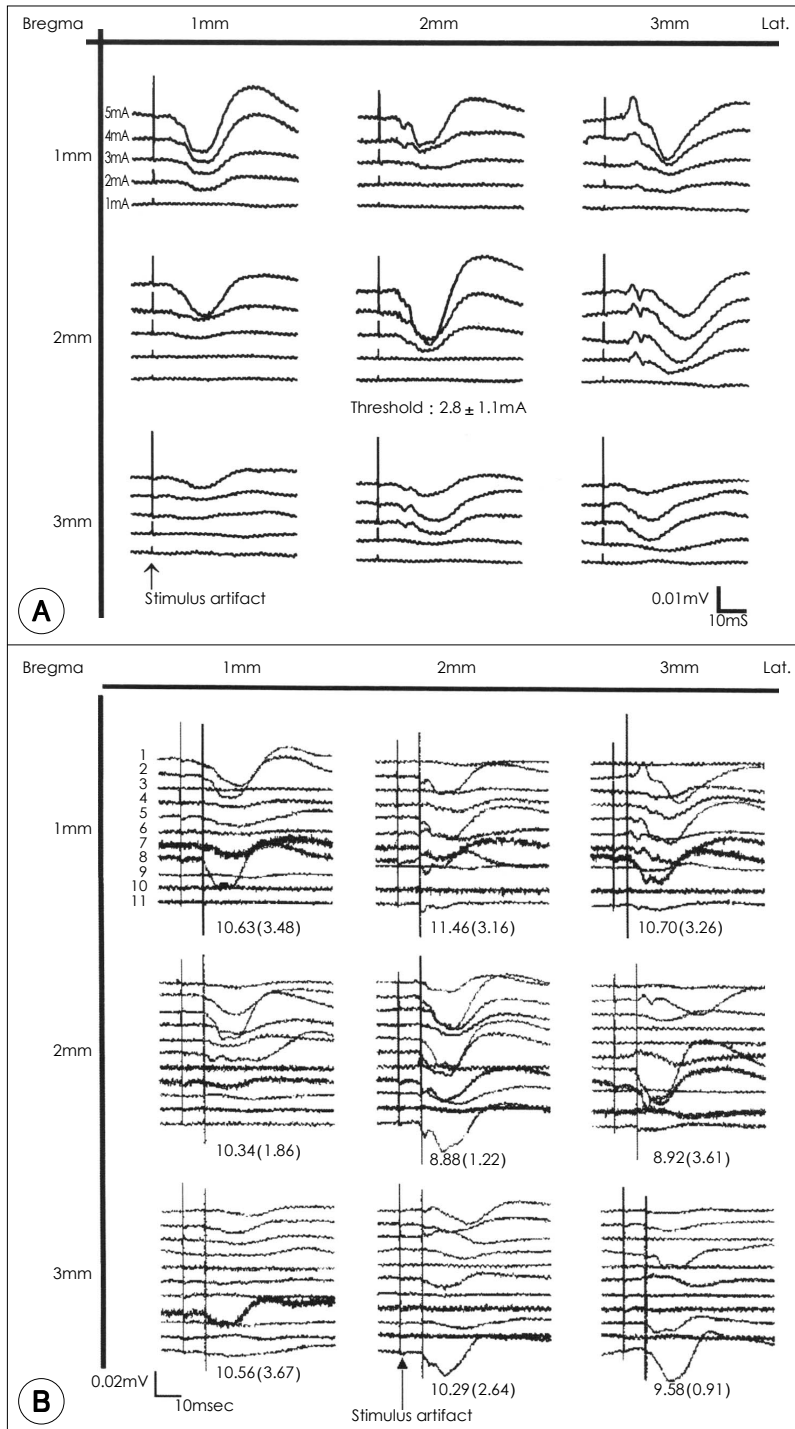 Bregma 1mm 2mm 3mm Lat.
5mA
4mA
1mm 3mA
2mA
1mA
2mm
Threshold : 2.8 ± 1.1mA
3mm
Stimulus artifact
A 0.01mV
10mS
Bregma 1mm 2mm 3mm Lat.
1
2
3
4
5
1mm 6
7
8
9
10
11
10.63(3.48) 11.46(3.16) 10.70(3.26)
2mm
10.34(1.86) 8.88(1.22) 8.92(3.61)
3mm
10.56(3.67) 10.29(2.64) 9.58(0.91)
0.02mV
10msec
B Stimulus artifact